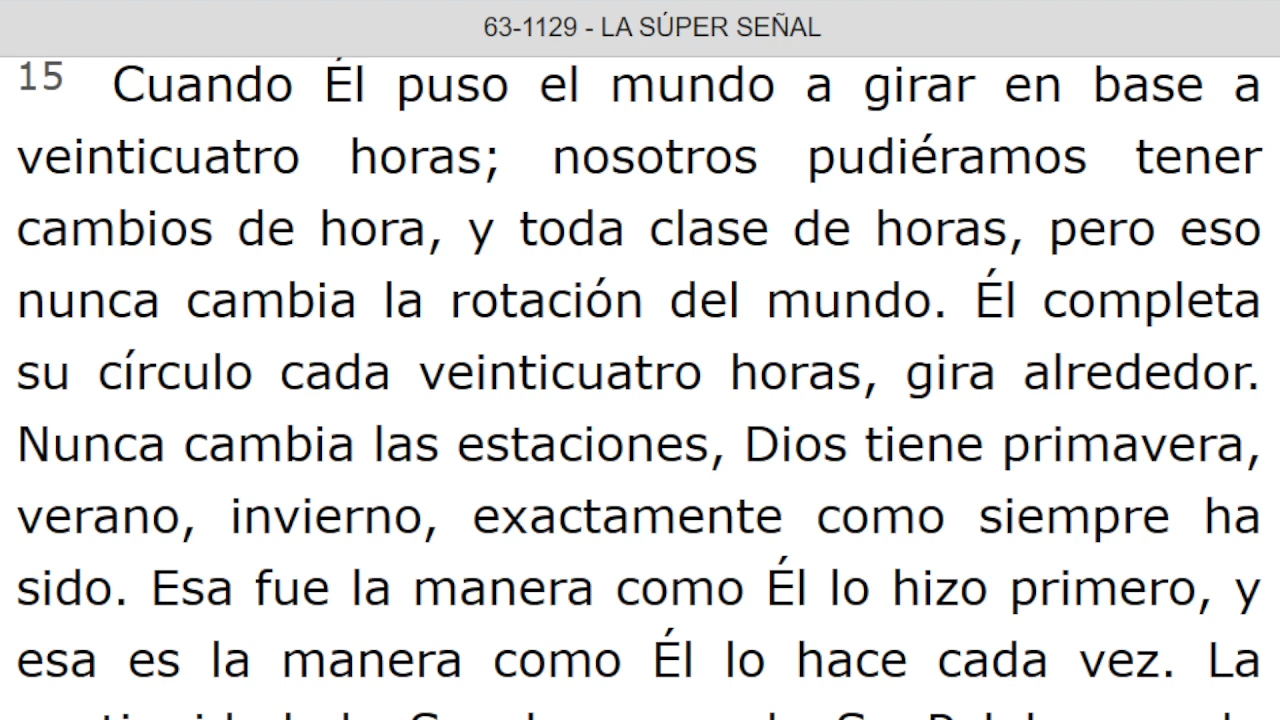 63-1129 - LA SÚPER SEÑAL
15 Cuando Él puso el mundo a girar en base a
veinticuatro horas; nosotros pudiéramos tener
cambios de hora, y toda clase de horas, pero eso
nunca cambia la rotación del mundo. Él completa
su círculo cada veinticuatro horas, gira alrededor.
Nunca cambia las estaciones, Dios tiene primavera,
verano, invierno, exactamente como siempre ha
sido. Esa fue la manera como Él lo hizo primero, y
esa es la manera como Él lo hace cada vez. La